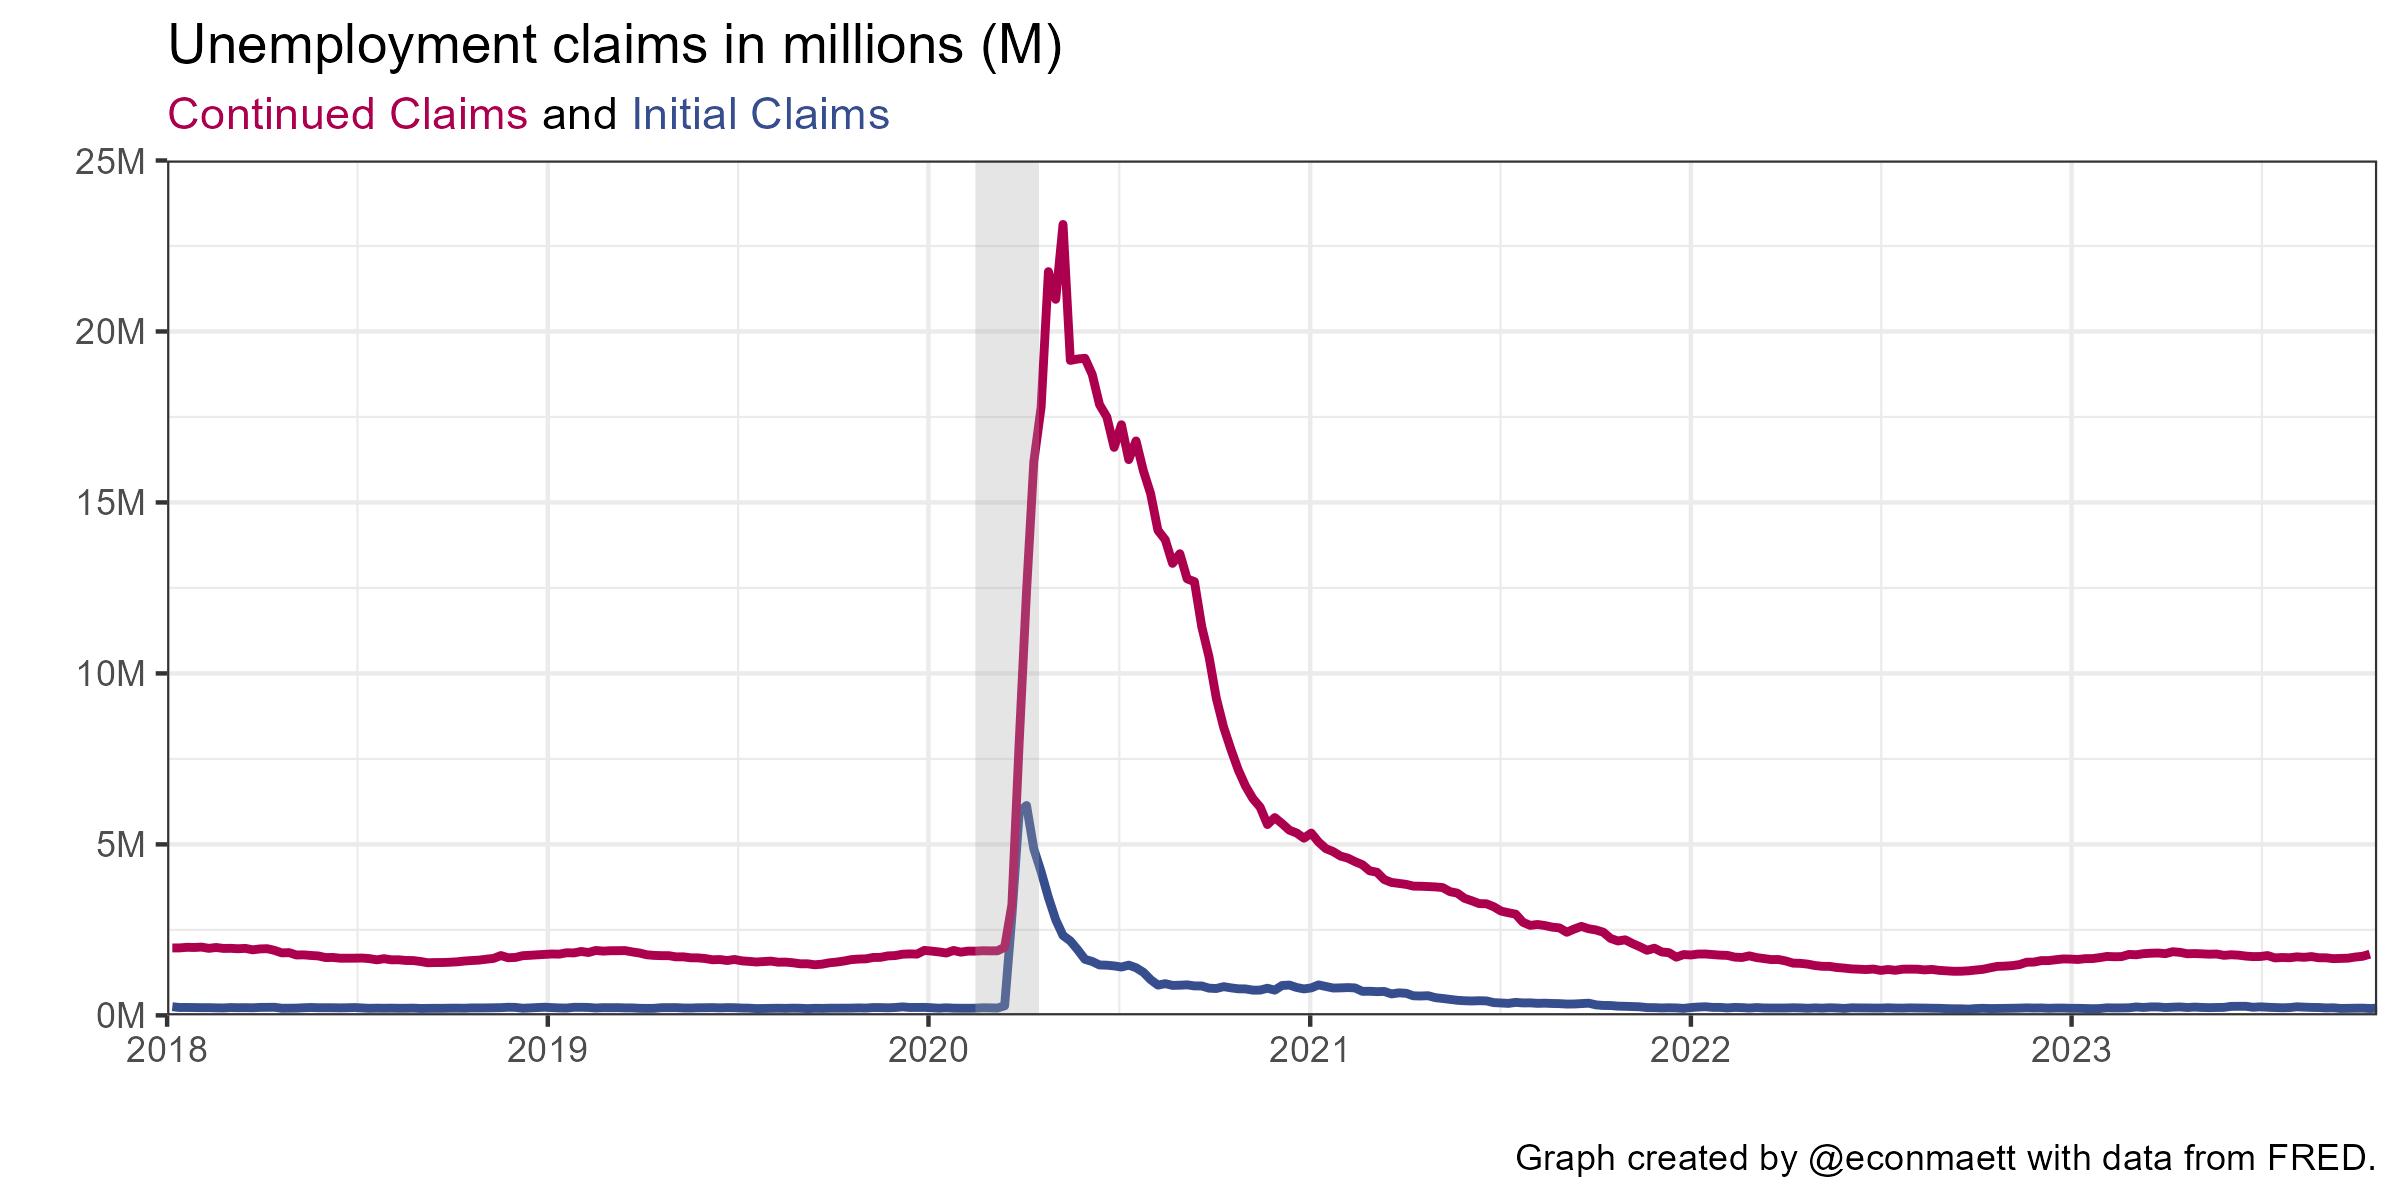 Unemployment claims in millions (M)
Continued Claims and Initial Claims
25M
20M
15M
10M
5M
0M
2018 2019 2020 2021 2022 2023
Graph created by @econmaett with data from FRED.